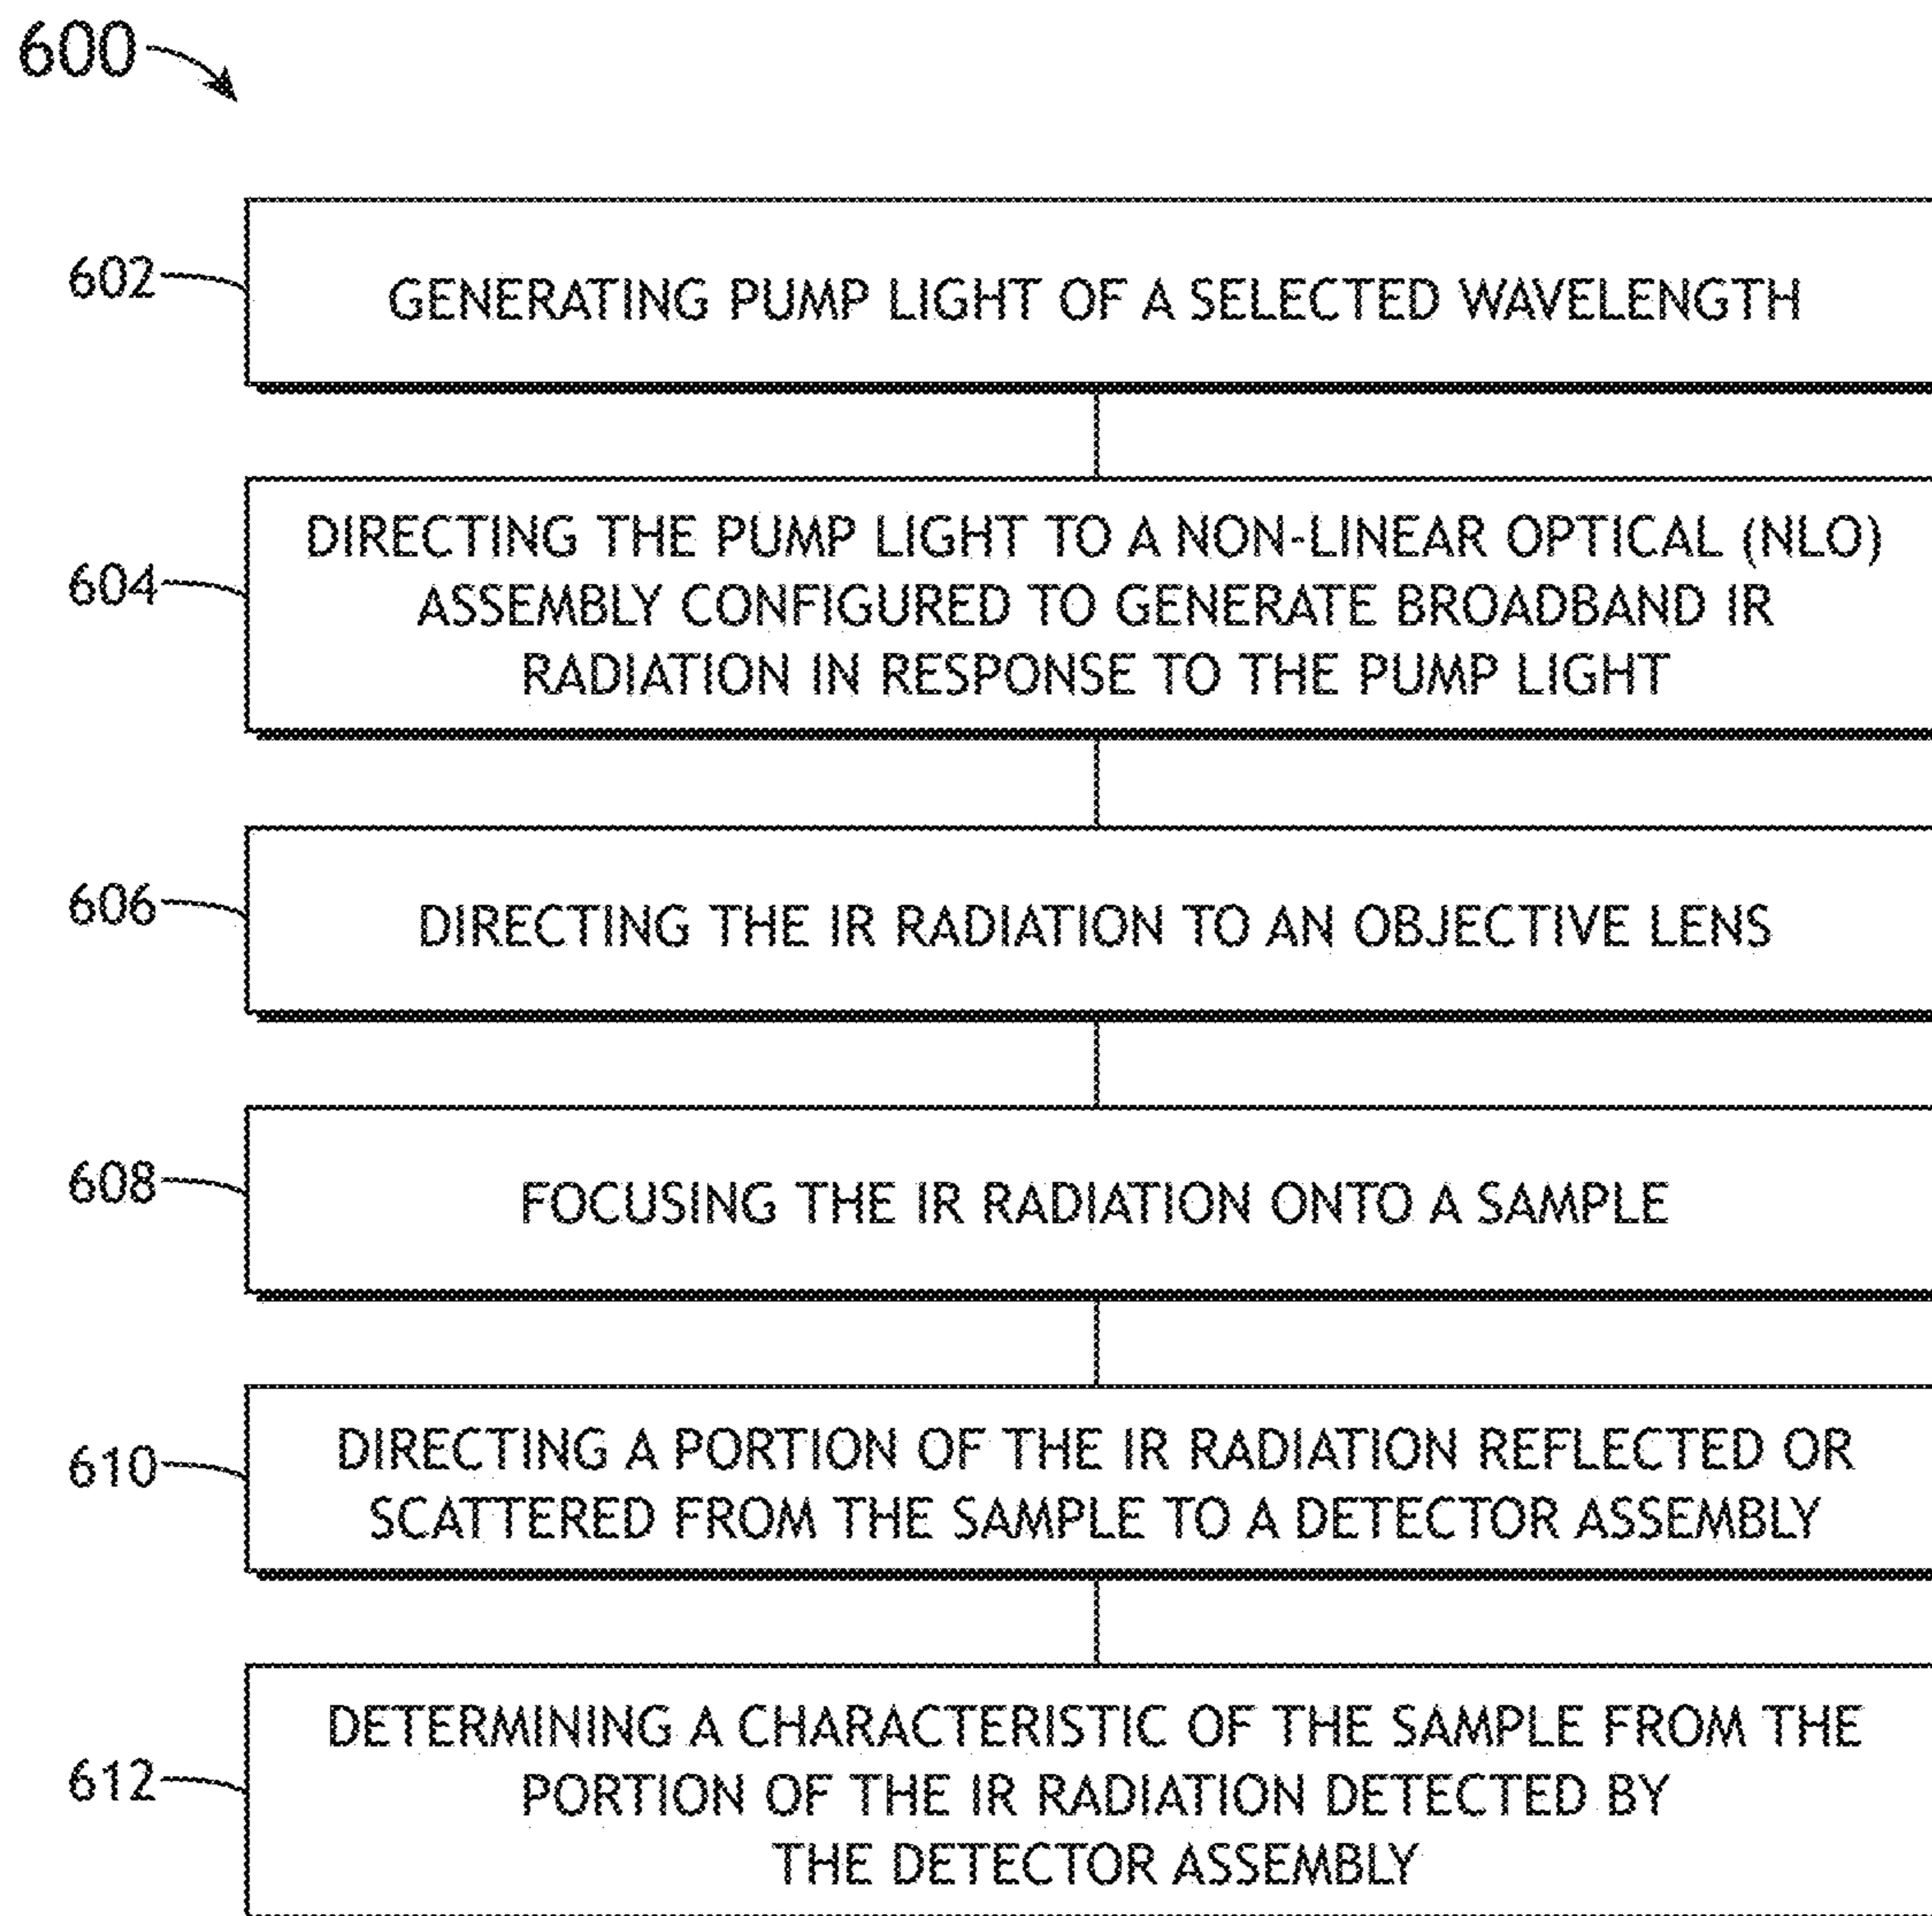 600
602
GENERATING PUMP LIGHT OF A SELECTED WAVELENGTH
604
DIRECTING THE PUMP LIGHT TO A NON-LINEAR OPTICAL (NLO)
ASSEMBLY CONFIGURED TO GENERATE BROADBAND IR
RADIATION IN RESPONSE TO THE PUMP LIGHT
606
DIRECTING THE IR RADIATION TO AN OBJECTIVE LENS
608
FOCUSING THE IR RADIATION ONTO A SAMPLE
610
DIRECTING A PORTION OF THE IR RADIATION REFLECTED OR
SCATTERED FROM THE SAMPLE TO A DETECTOR ASSEMBLY
612
DETERMINING A CHARACTERISTIC OF THE SAMPLE FROM THE
PORTION OF THE IR RADIATION DETECTED BY
THE DETECTOR ASSEMBLY